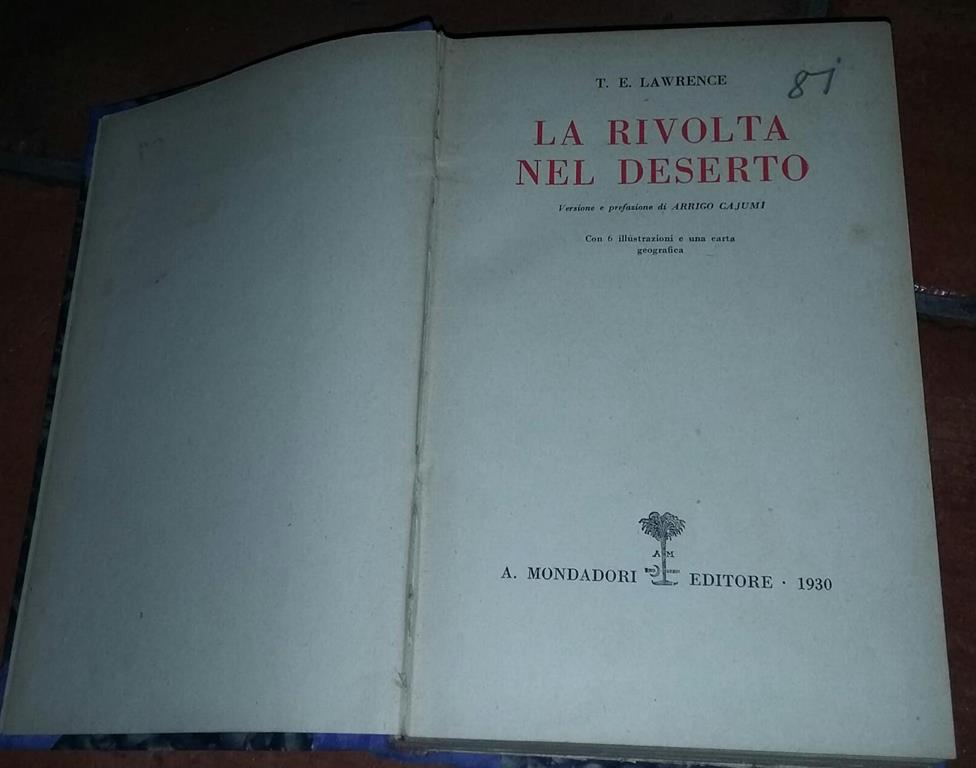 T. E. LAWRENCE
LA RIVOLTA
NEL DESERTO
Versione e prefazione di ARRIGO CAJUMI
Con 6 illustrazioni e una carta
geografica
A M
A. MONDADORI EDITORE · 1930